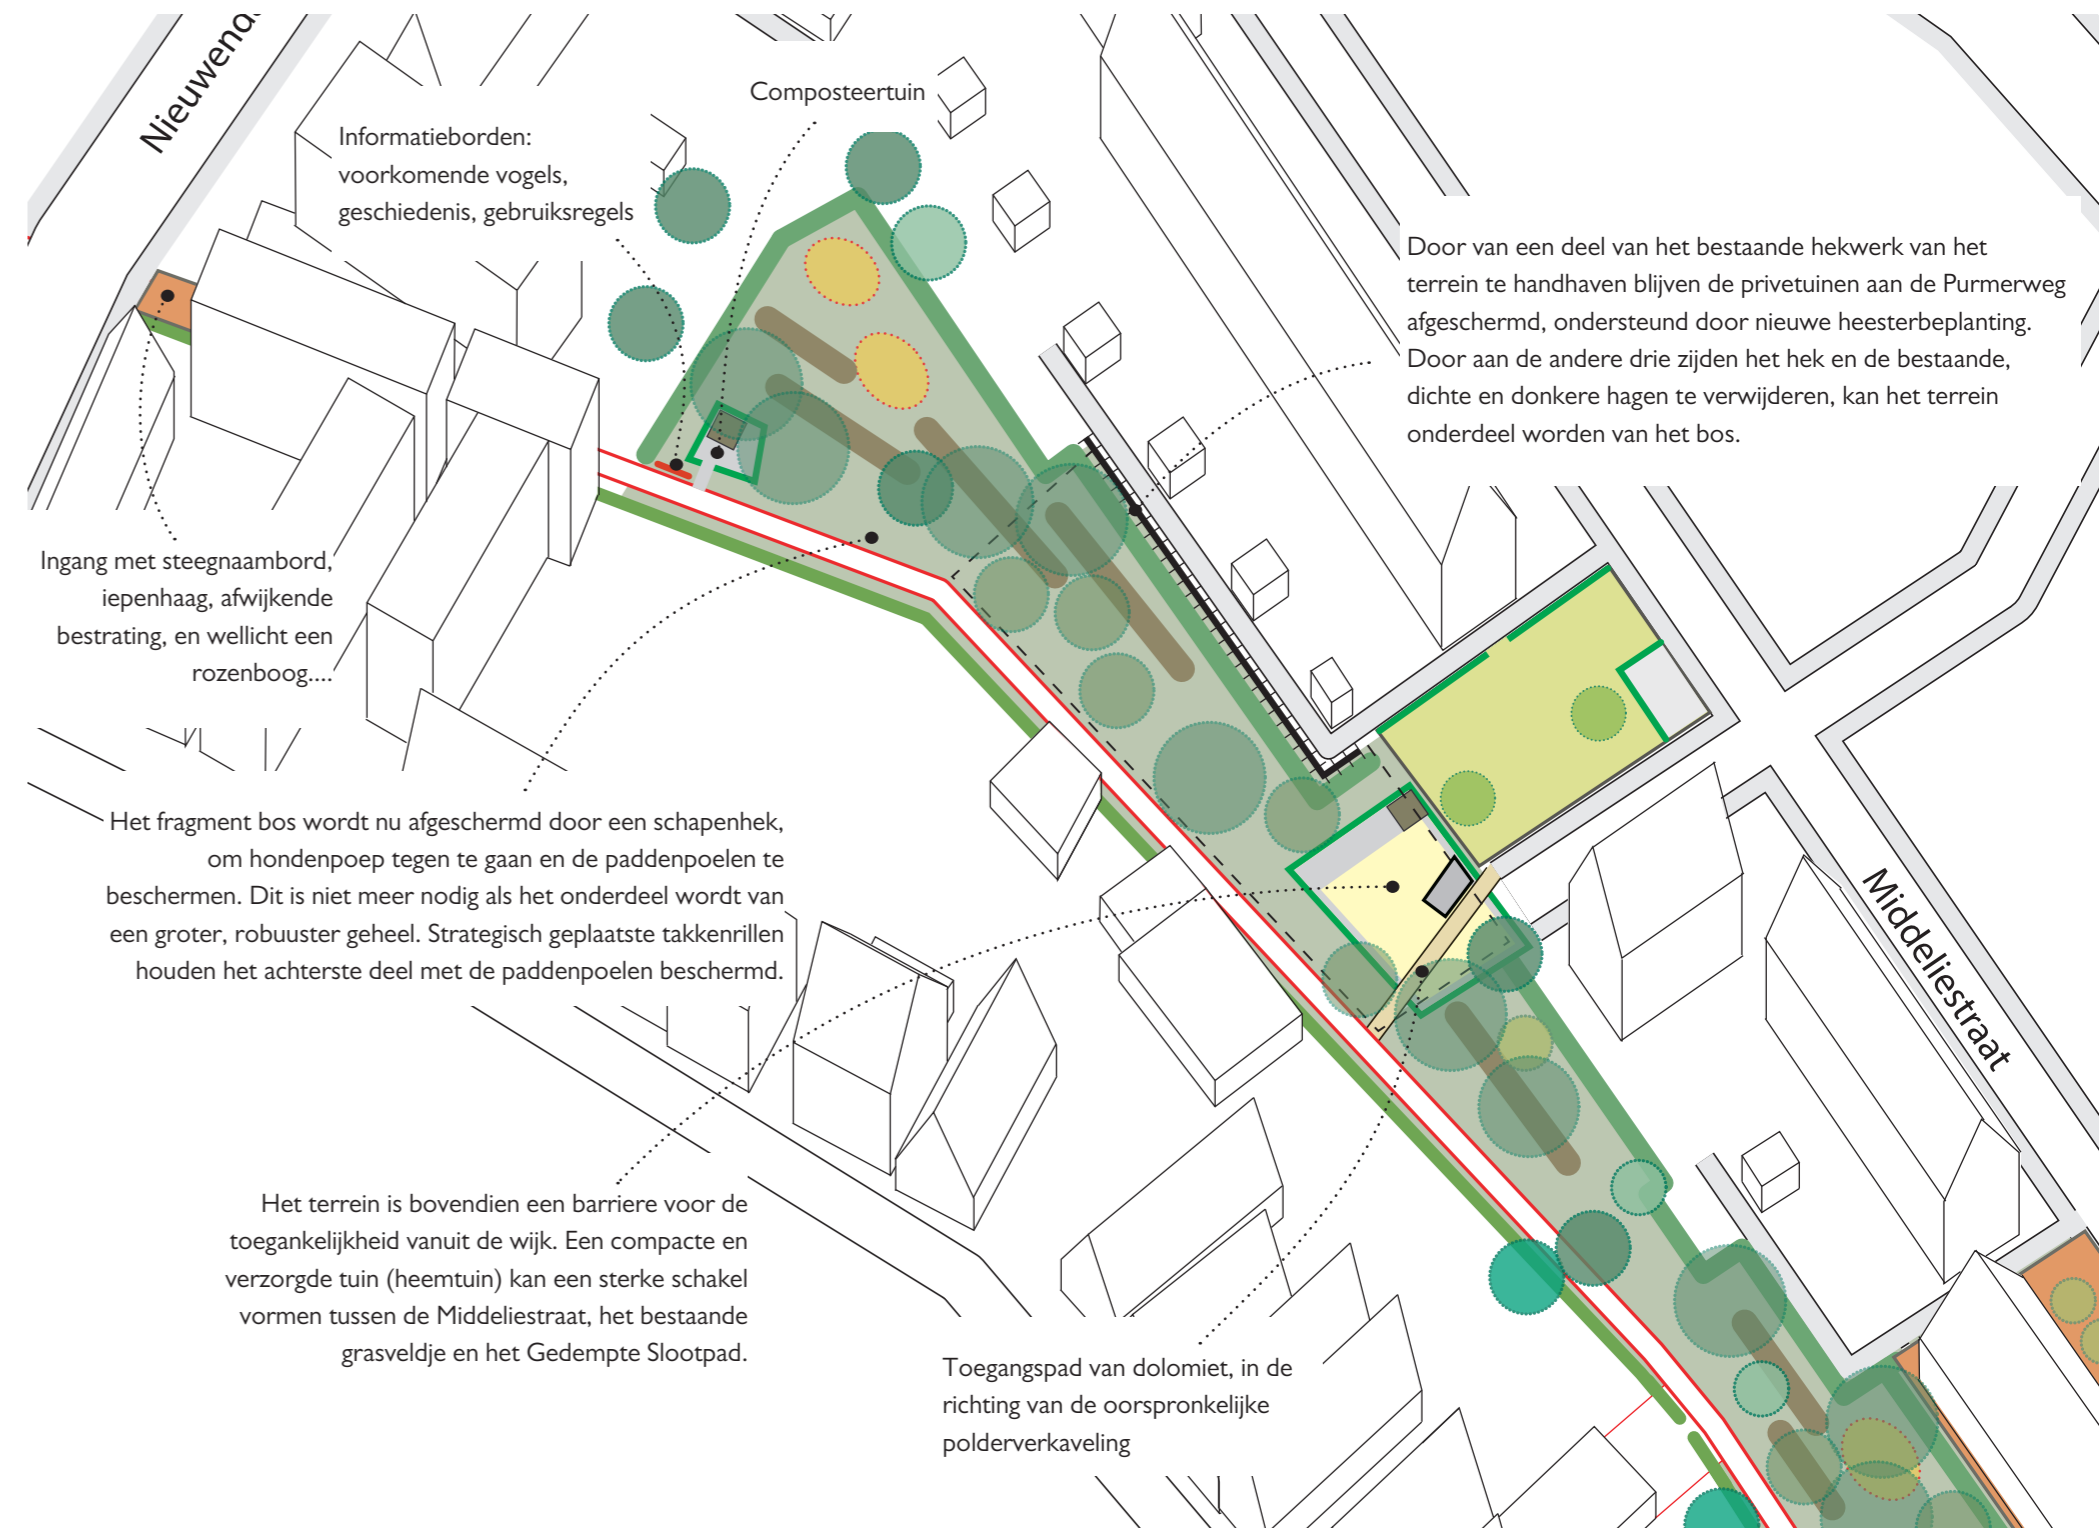 Nieuwend
Composteertuin
Informatieborden:
voorkomende vogels,
geschiedenis, gebruiksregels
Door van een deel van het bestaande hekwerk van het
terrein te handhaven blijven de privetuinen aan de Purmerweg
afgeschermd, ondersteund door nieuwe heesterbeplanting.
Door aan de andere drie zijden het hek en de bestaande,
dichte en donkere hagen te verwijderen, kan het terrein
onderdeel worden van het bos.
Ingang met steegnaambord,
iepenhaag, afwijkende
bestrating, en wellicht een
rozenboog....
Het fragment bos wordt nu afgeschermd door een schapenhek,
om hondenpoep tegen te gaan en de paddenpoelen te
beschermen. Dit is niet meer nodig als het onderdeel wordt van
een groter, robuuster geheel. Strategisch geplaatste takkenrillen
houden het achterste deel met de paddenpoelen beschermd.
Middeliestraat
Het terrein is bovendien een barriere voor de
toegankelijkheid vanuit de wijk. Een compacte en
verzorgde tuin (heemtuin) kan een sterke schakel
vormen tussen de Middeliestraat, het bestaande
grasveldje en het Gedempte Slootpad.
Toegangspad van dolomiet, in de
richting van de oorspronkelijke
polderverkaveling